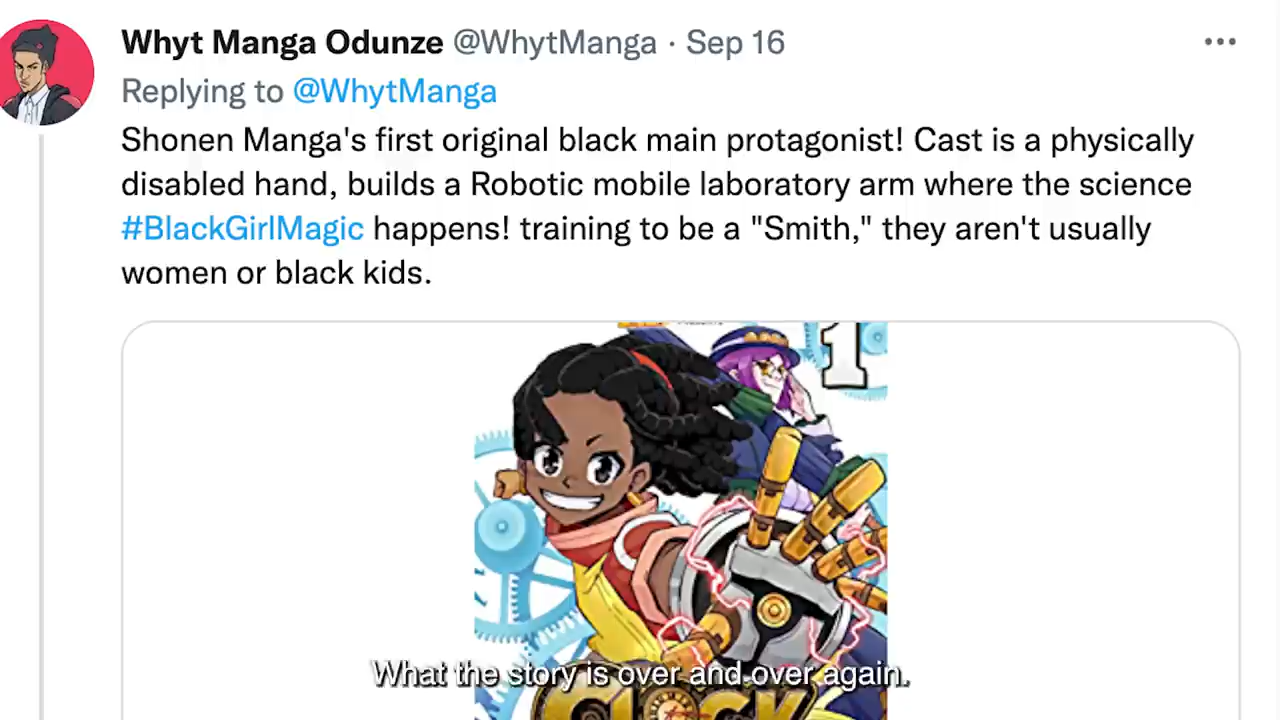 Whyt Manga Odunze @WhytManga · Sep 16
Replying to @WhytManga
Shonen Manga's first original black main protagonist! Cast is a physically
disabled hand, builds a Robotic mobile laboratory arm where the science
#BlackGirlMagic happens! training to be a "Smith," they aren't usually
women or black kids.
1
What the story is over and over again.
CLOCK